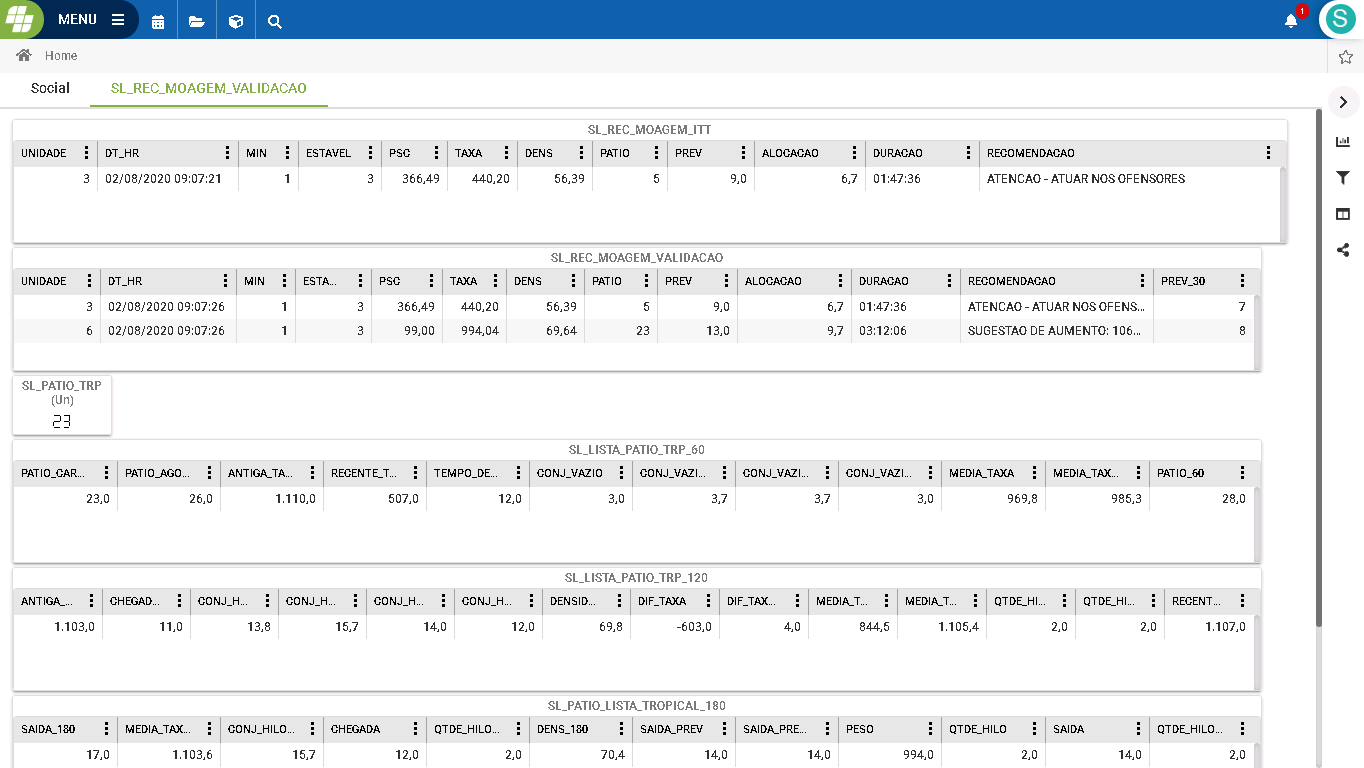 MENU
1
S
Home
Social SL_REC_MOAGEM_VALIDACAO
SL_REC_MOAGEM_ITT
UNIDADE DT_HR MIN ESTAVEL PSC TAXA DENS PATIO PREV ALOCACAO DURACAO RECOMENDACAO
3 02/08/2020 09:07:21 1 3 366,49 440,20 56,39 5 9,0 6,7 01:47:36 ATENCAO - ATUAR NOS OFENSORES
SL_REC_MOAGEM_VALIDACAO
UNIDADE DT_HR MIN ESTA... PSC TAXA DENS PATIO PREV ALOCACAO DURACAO RECOMENDACAO PREV_30
3 02/08/2020 09:07:26 1 3 366,49 440,20 56,39 5 9,0 6,7 01:47:36 ATENCAO - ATUAR NOS OFENS... 7
6 02/08/2020 09:07:26 1 3 99,00 994,04 69,64 23 13,0 9,7 03:12:06 SUGESTAO DE AUMENTO: 106... 8
SL_PATIO_TRP
(Un)
23
SL_LISTA_PATIO_TRP_60
PATIO_CAR... PATIO_AGO... ANTIGA_TA... RECENTE_T... TEMPO_DE... CONJ_VAZIO CONJ_VAZI... CONJ_VAZI... CONJ_VAZI... MEDIA_TAXA MEDIA_TAX... PATIO_60
23,0 26,0 1.110,0 507,0 12,0 3,0 3,7 3,7 3,0 969,8 985,3 28,0
SL_LISTA_PATIO_TRP_120
ANTIGA_... CHEGAD... CONJ_H... CONJ_H... CONJ_H... CONJ_H... DENSID... DIF_TAXA DIF_TAX... MEDIA_T... MEDIA_T... QTDE_HI... QTDE_HI... RECENT...
1.103,0 11,0 13,8 15,7 14,0 12,0 69,8 -603,0 4,0 844,5 1.105,4 2,0 2,0 1.107,0
SL_PATIO_LISTA_TROPICAL_180
SAIDA_180 MEDIA_TAX... CONJ_HILO... CHEGADA QTDE_HILO... DENS_180 SAIDA_PREV SAIDA_PRE... PESO QTDE_HILO SAIDA QTDE_HILO...
17,0 1.103,6 15,7 12,0 2,0 70,4 14,0 14,0 994,0 2,0 14,0 2,0